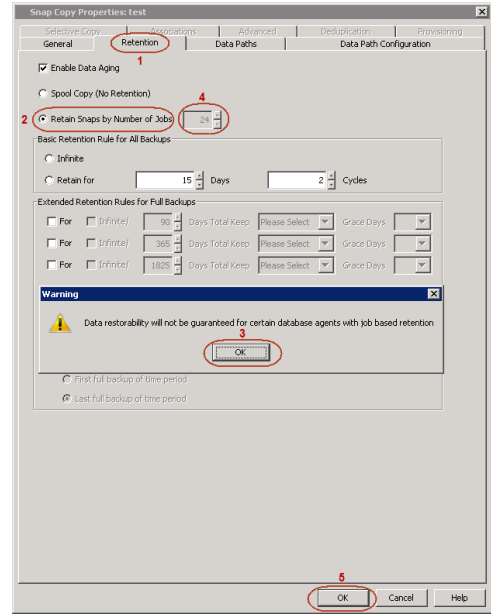 Snap Copy Properties: test
Selective Copy Associations Advanced Deduplication Provisioning
General Retention Data Paths Data Path Configuration
1
Enable Data Aging
Spool Copy (No Retention)
4
2 Retain Snaps by Number of Jobs 24
Basic Retention Rule for All Backups
Infinite
Retain for 15 Days 2 Cycles
Extended Retention Rules for Full Backups
For Infinite/ 90 Days Total Keep Please Select Grace Days
For Infinite/ 365 Days Total Keep Please Select Grace Days
For Infinite/ 1825 Days Total Keep Please Select Grace Days
Warning
Data restorability will not be guaranteed for certain database agents with job based retention
3
OK
First full backup of time period
Last full backup of time period
5
OK Cancel Help